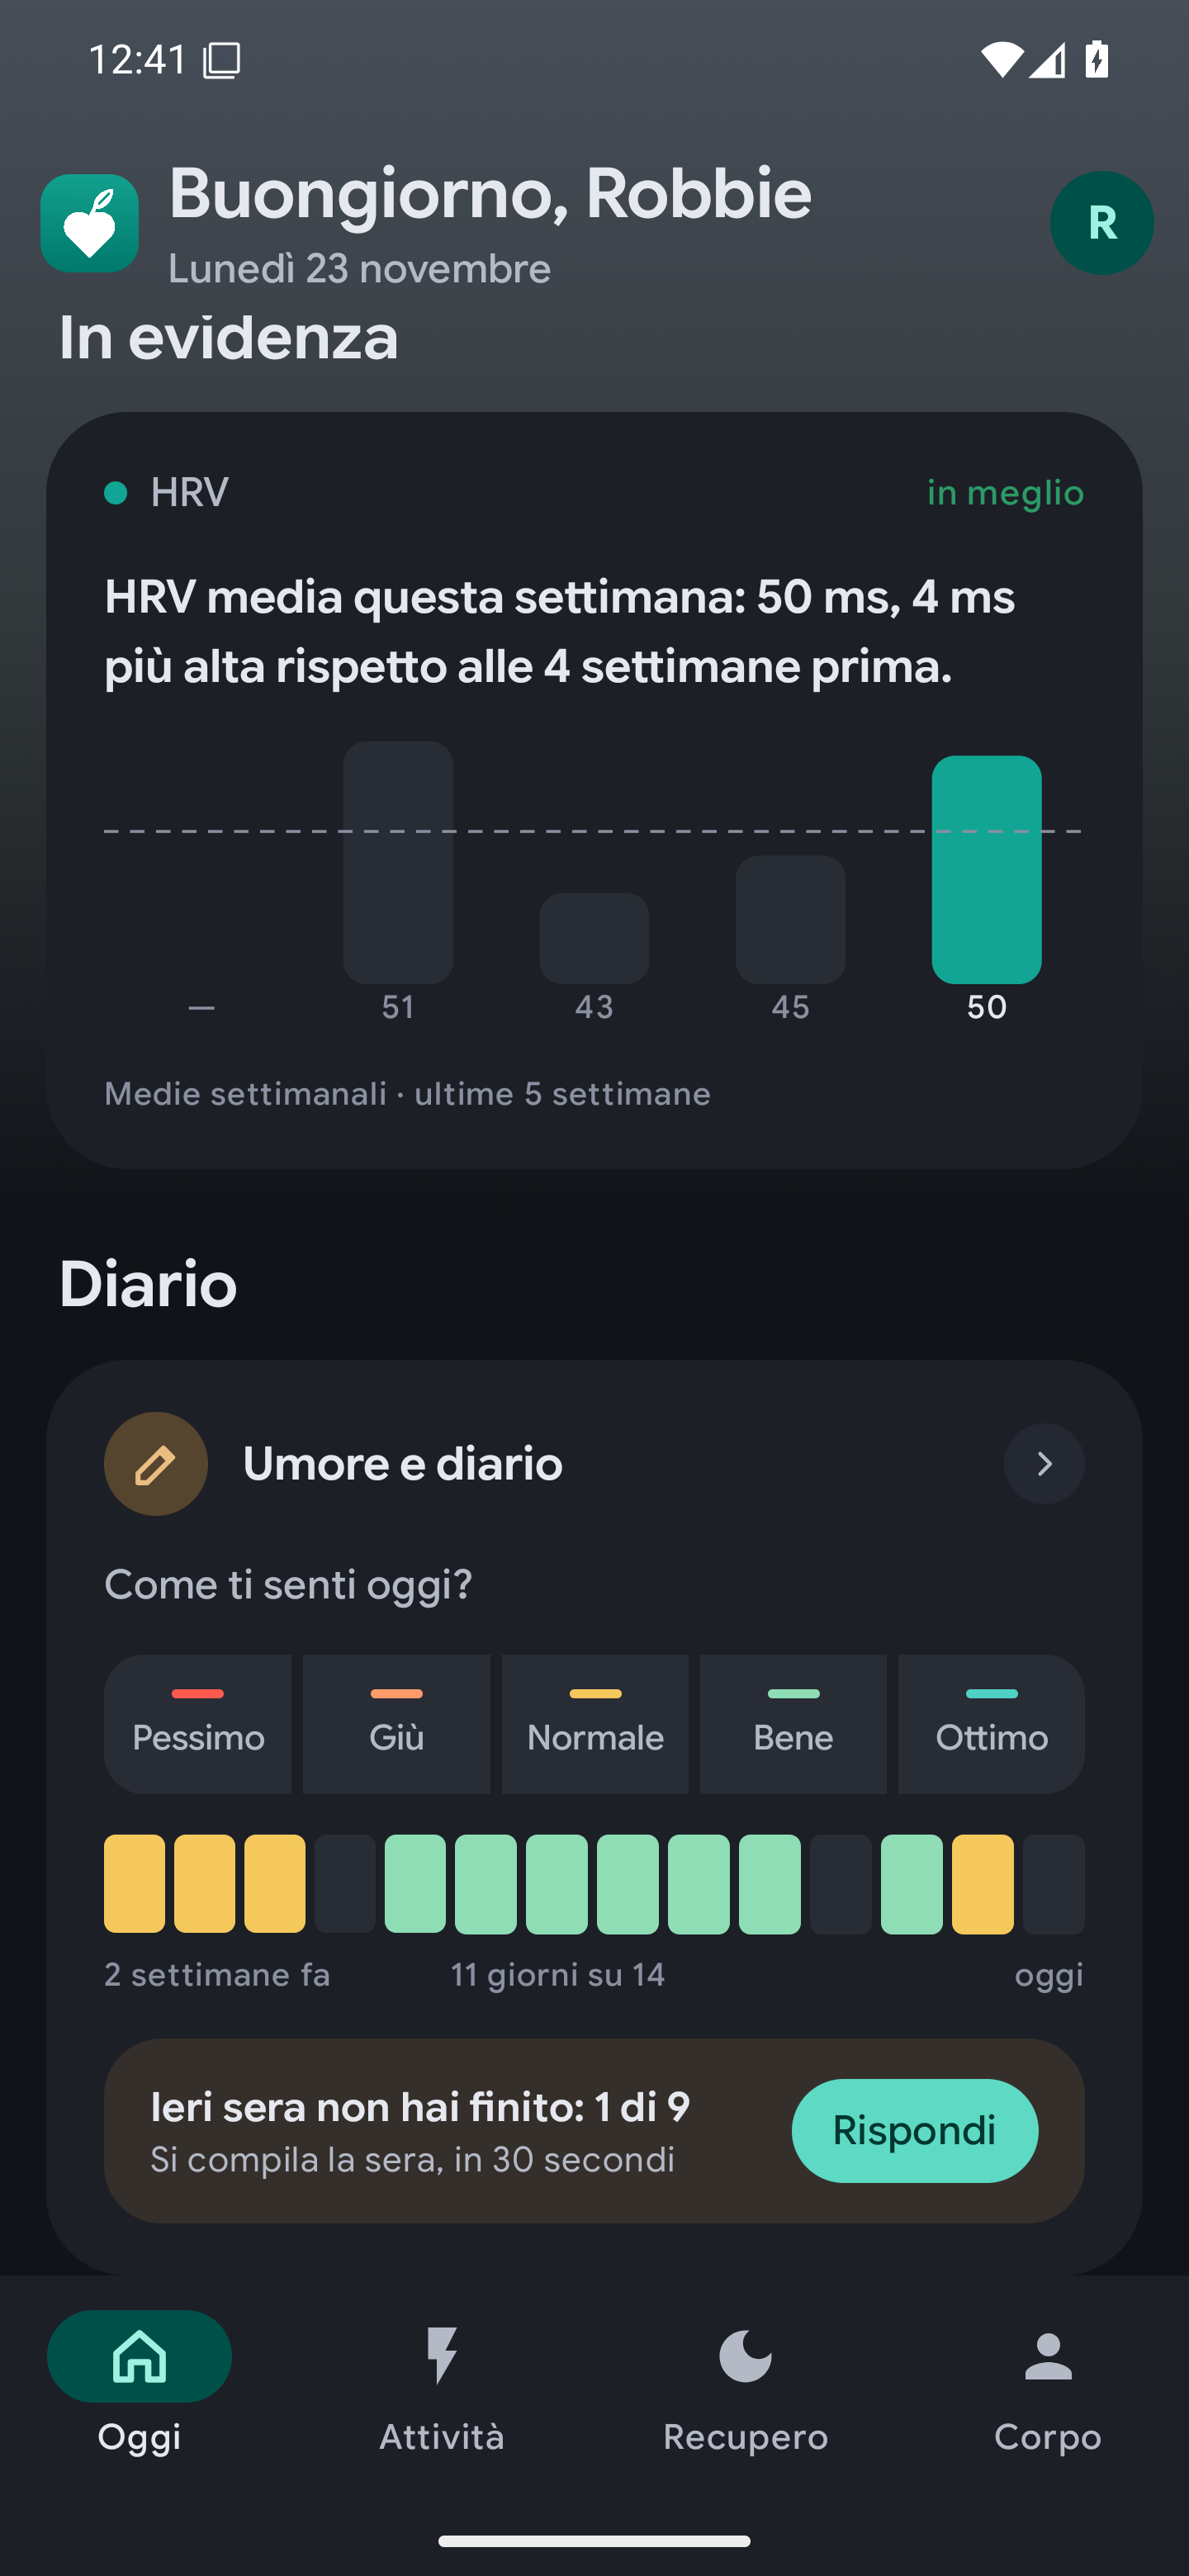 12:41
Buongiorno, Robbie
R
Lunedì 23 novembre
In evidenza
HRV
in meglio
HRV media questa settimana: 50 ms, 4 ms
più alta rispetto alle 4 settimane prima.
— 51 43 45 50
Medie settimanali · ultime 5 settimane
Diario
Umore e diario
Come ti senti oggi?
Pessimo Giù Normale Bene Ottimo
2 settimane fa 11 giorni su 14 oggi
Ieri sera non hai finito: 1 di 9
Si compila la sera, in 30 secondi
Rispondi
Oggi Attività Recupero Corpo